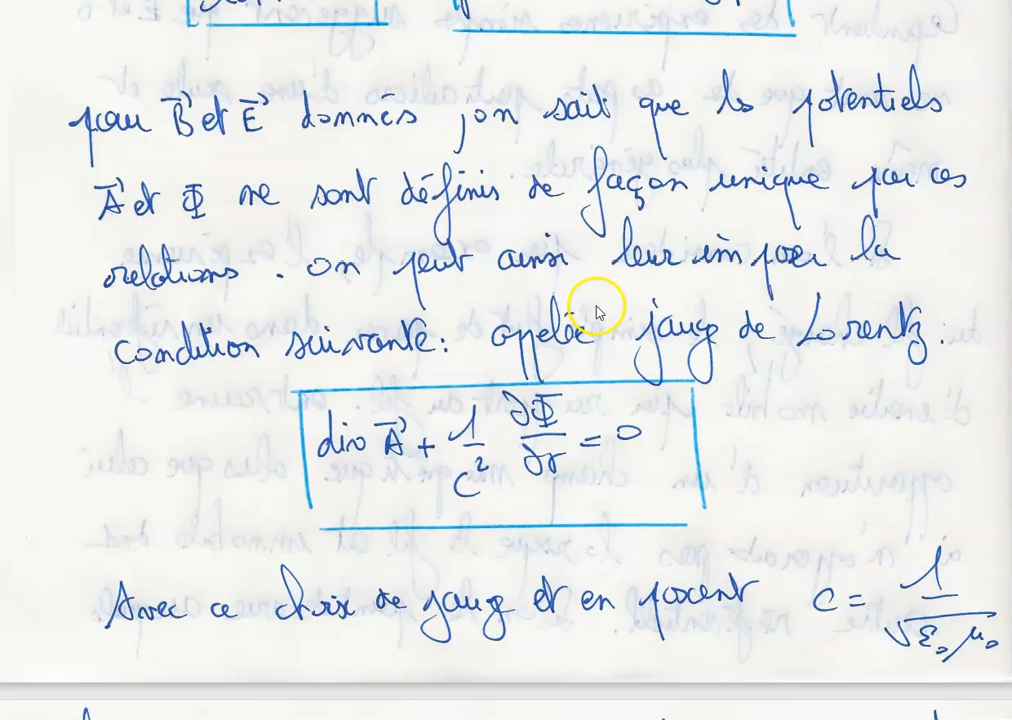 pour B⃗ et E⃗ donnés, on sait que les potentiels
A⃗ et Φ ne sont définis de façon unique par ces
relations. on peut ainsi leur imposer la
condition suivante: appelée jauge de Lorentz:
div A⃗ + 1/c² ∂Φ/∂r = 0
Avec ce choix de jauge et en posant c = 1/√ε₀μ₀